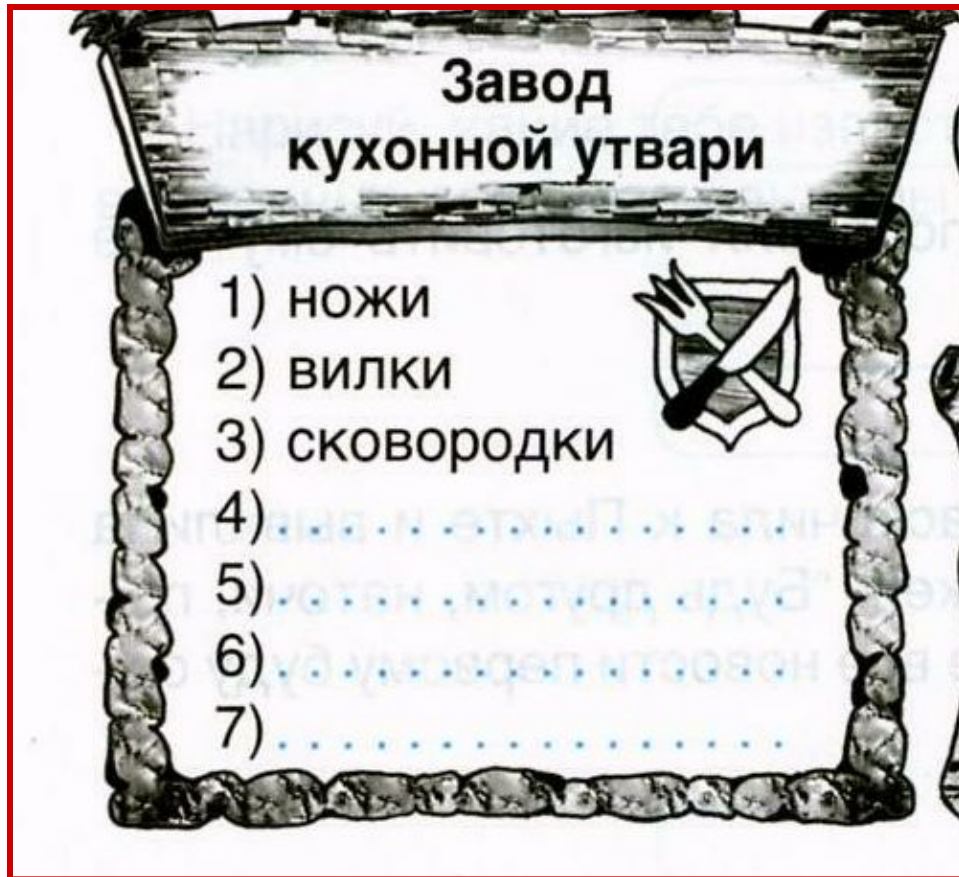 Завод
кухонной утвари
1) ножи
2) вилки
3) сковородки
4) . . . . . . . . . . . . . . . . .
5) . . . . . . . . . . . . . . . . .
6) . . . . . . . . . . . . . . . . .
7) . . . . . . . . . . . . . . . . .